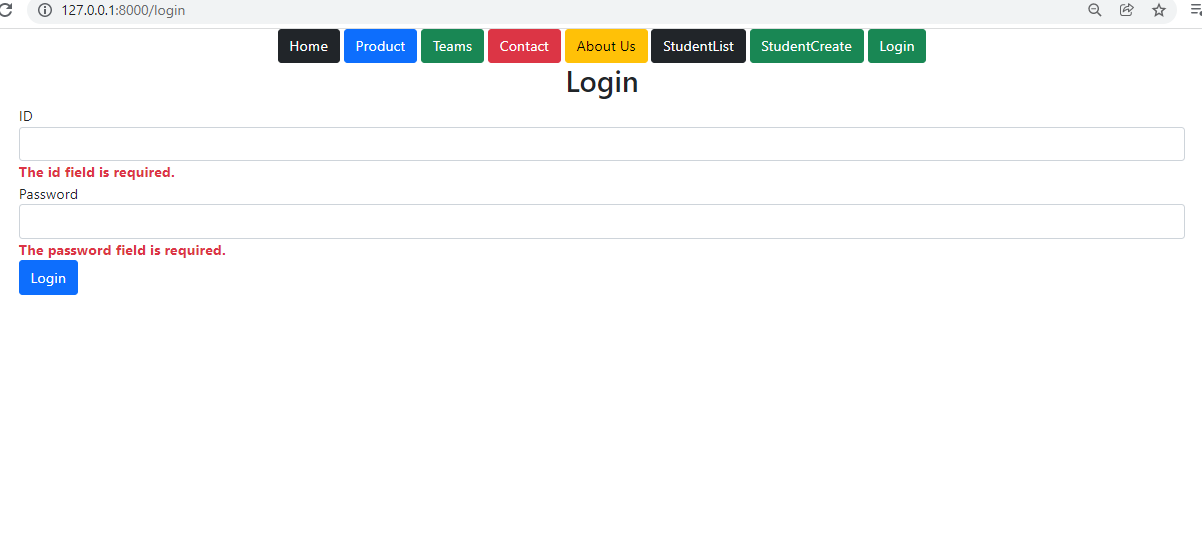 127.0.0.1:8000/login
Home Product Teams Contact About Us StudentList StudentCreate Login
Login
ID
The id field is required.
Password
The password field is required.
Login